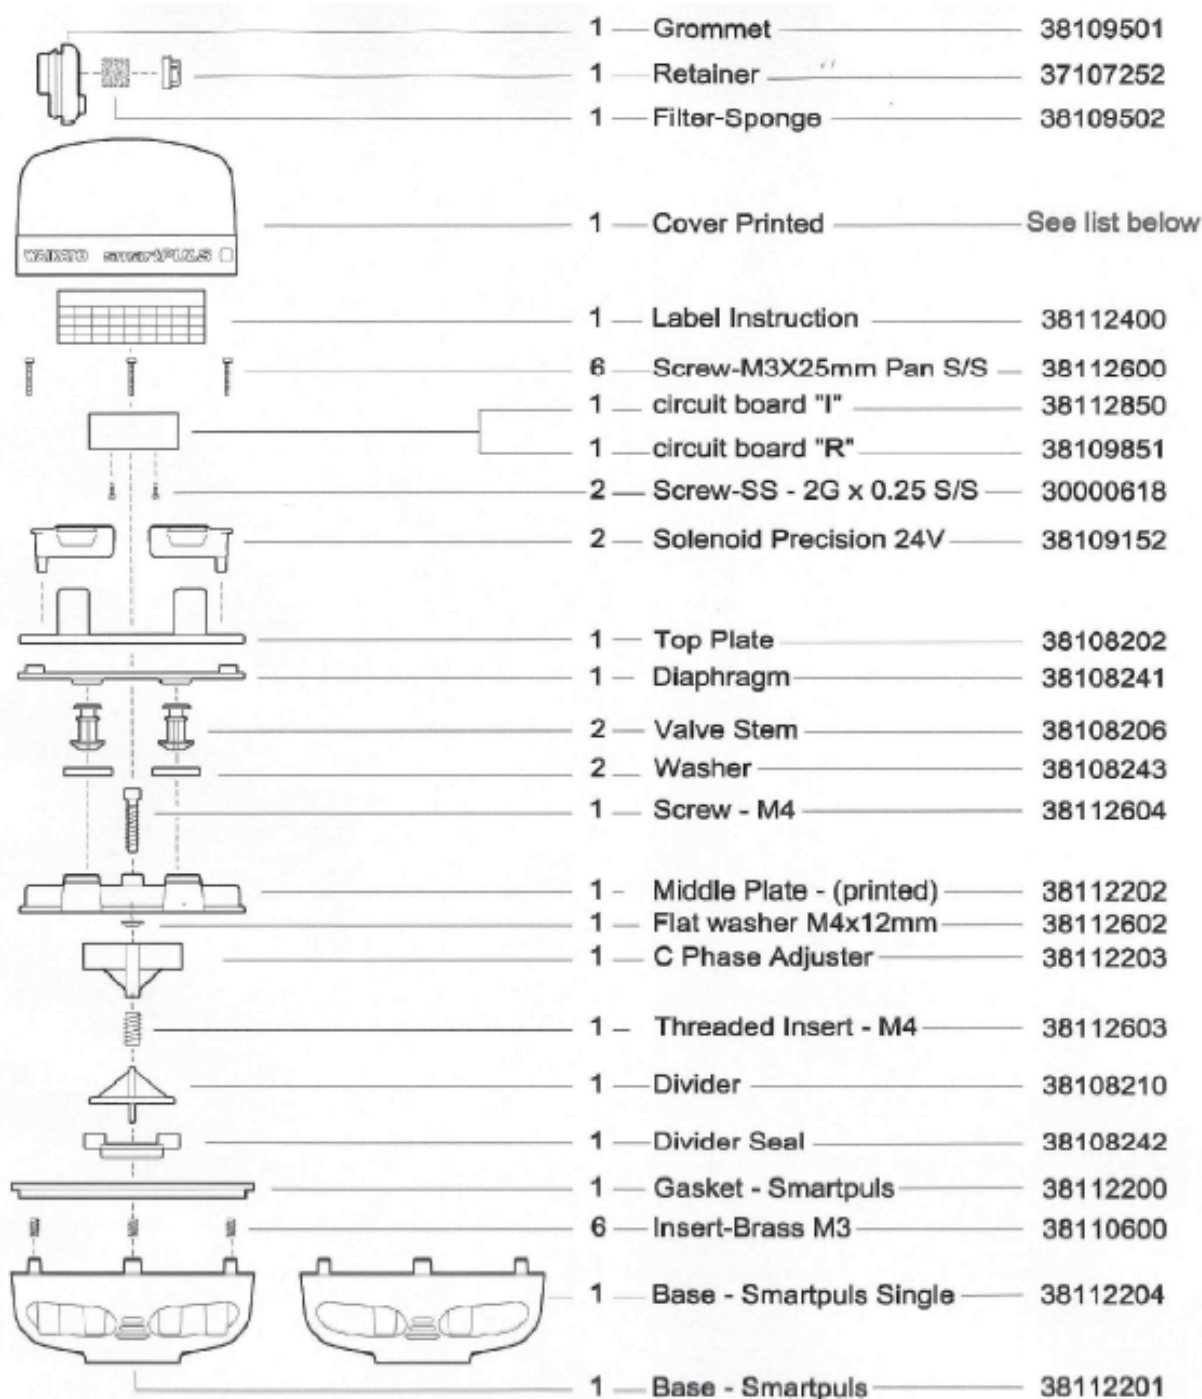 1 Grommet 38109501
1 Retainer 37107252
1 Filter-Sponge 38109502
1 Cover Printed See list below
WAIKATO smartPULS
1 Label Instruction 38112400
6 Screw-M3X25mm Pan S/S 38112600
1 circuit board "I" 38112850
1 circuit board "R" 38109851
2 Screw-SS - 2G x 0.25 S/S 30000618
2 Solenoid Precision 24V 38109152
1 Top Plate 38108202
1 Diaphragm 38108241
2 Valve Stem 38108206
2 Washer 38108243
1 Screw - M4 38112604
1 Middle Plate - (printed) 38112202
1 Flat washer M4x12mm 38112602
1 C Phase Adjuster 38112203
1 Threaded Insert - M4 38112603
1 Divider 38108210
1 Divider Seal 38108242
1 Gasket - Smartpuls 38112200
6 Insert-Brass M3 38110600
1 Base - Smartpuls Single 38112204
1 Base - Smartpuls 38112201